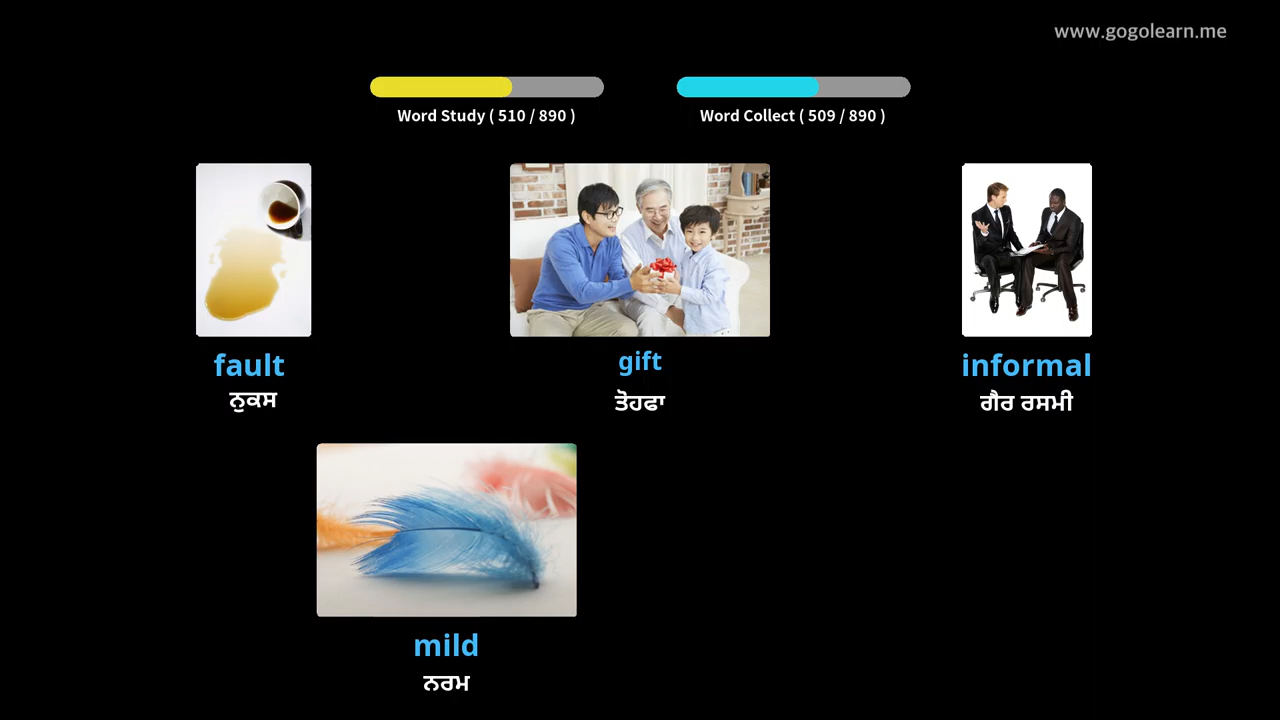 www.gogolearn.me
Word Study ( 510 / 890 )
Word Collect ( 509 / 890 )
fault
ਨੁਕਸ
gift
ਤੋਹਫਾ
informal
ਗੈਰ ਰਸਮੀ
mild
ਨਰਮ